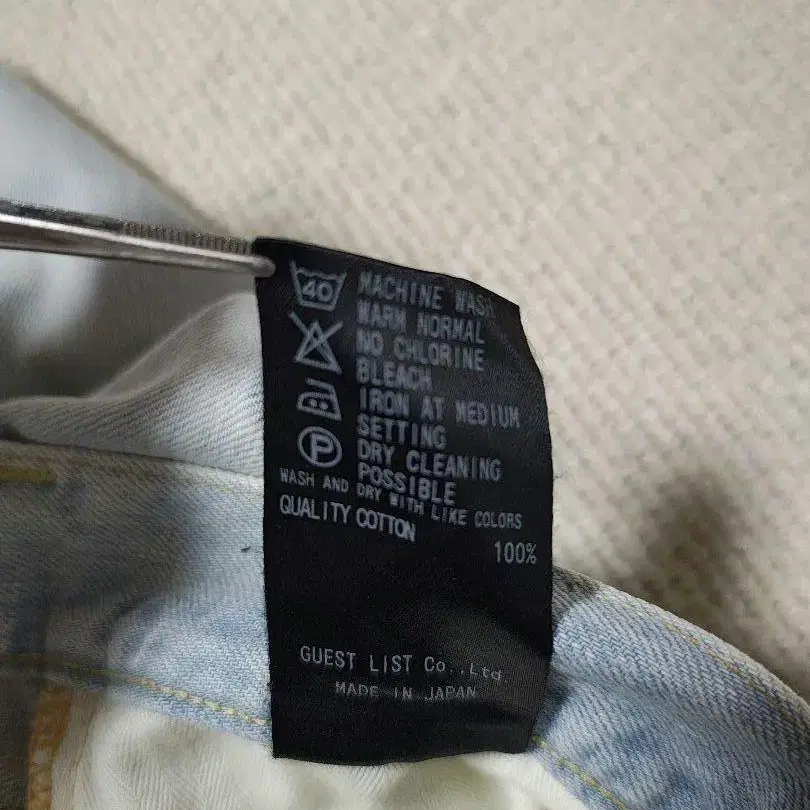 40 MACHINE WASH
WARM NORMAL
NO CHLORINE
BLEACH
IRON AT MEDIUM
SETTING
P DRY CLEANING
POSSIBLE
WASH AND DRY WITH LIKE COLORS
QUALITY COTTON
100%
GUEST LIST Co.,Ltd.
MADE IN JAPAN